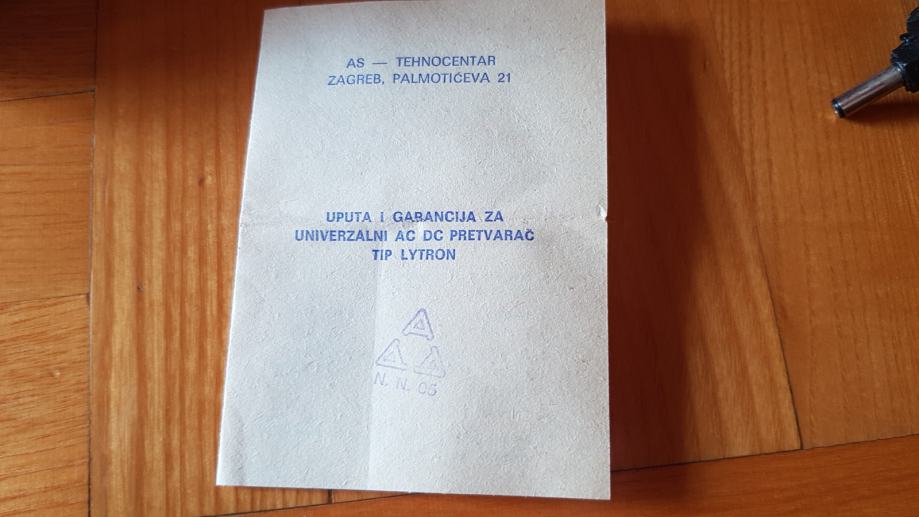 AS — TEHNOCENTAR
ZAGREB, PALMOTIĆEVA 21
UPUTA I GARANCIJA ZA
UNIVERZALNI AC DC PRETVARAČ
TIP LYTRON
N. N. 05